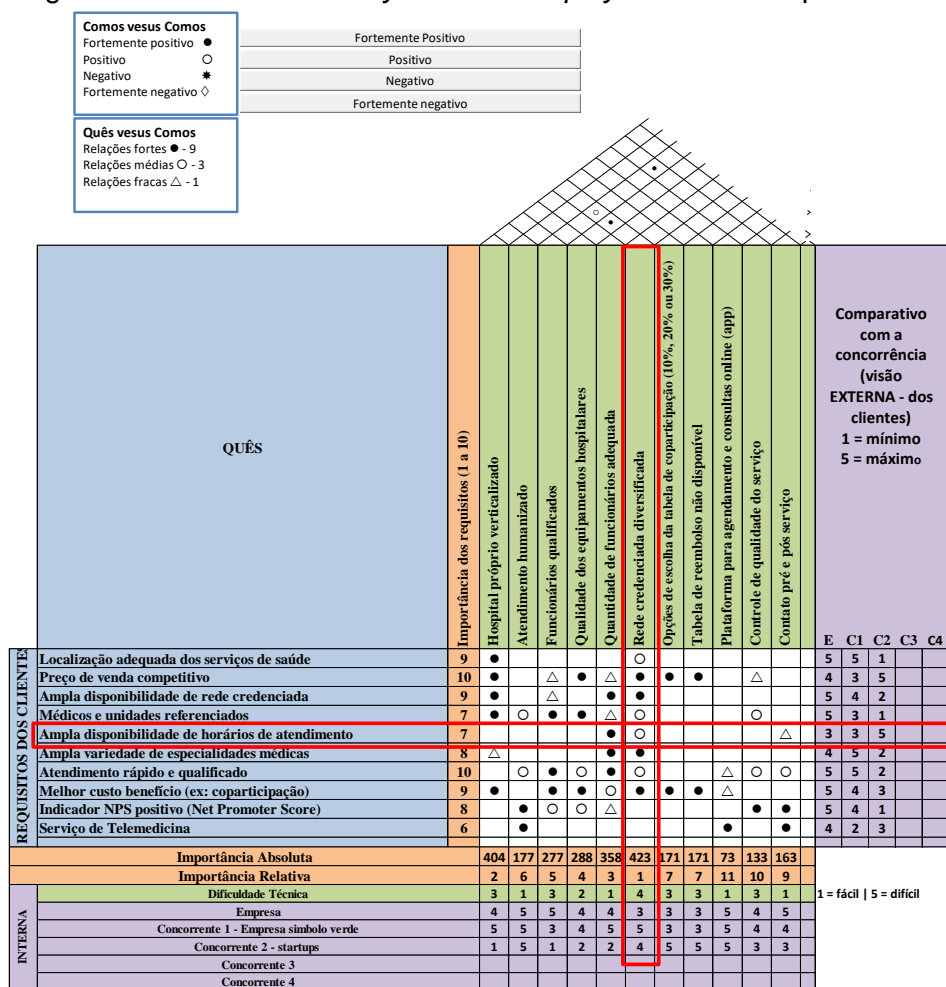 Comos vesus Comos
Fortemente positivo ●
Positivo ○
Negativo ✷
Fortemente negativo ◊
Fortemente Positivo
Positivo
Negativo
Fortemente negativo
Quês vesus Comos
Relações fortes ● - 9
Relações médias ○ - 3
Relações fracas △ - 1
QUÊS
Importância dos requisitos (1 a 10)
Hospital próprio verticalizado
Atendimento humanizado
Funcionários qualificados
Qualidade dos equipamentos hospitalares
Quantidade de funcionários adequada
Rede credenciada diversificada
Opções de escolha da tabela de coparticipação (10%, 20% ou 30%)
Tabela de reembolso não disponível
Plataforma para agendamento e consultas online (app)
Controle de qualidade do serviço
Contato pré e pós serviço
Comparativo
com a
concorrência
(visão
EXTERNA - dos
clientes)
1 = mínimo
5 = máximo
E C1 C2 C3 C4
REQUISITOS DOS CLIENTE
Localização adequada dos serviços de saúde 9 ● ○ 5 5 1
Preço de venda competitivo 10 ● △ ● △ ● ● ● △ 4 3 5
Ampla disponibilidade de rede credenciada 9 ● △ ● ● 5 4 2
Médicos e unidades referenciados 7 ● ○ ● ● △ ○ ○ 5 3 1
Ampla disponibilidade de horários de atendimento 7 ● ○ △ 3 3 5
Ampla variedade de especialidades médicas 8 △ ● ● 4 5 2
Atendimento rápido e qualificado 10 ○ ● ○ ● ○ △ ○ ○ 5 5 2
Melhor custo benefício (ex: coparticipação) 9 ● ● ● ○ ● ● ● △ 5 4 3
Indicador NPS positivo (Net Promoter Score) 8 ● ○ ○ △ ● ● 5 4 1
Serviço de Telemedicina 6 ● ● ● 4 2 3
Importância Absoluta 404 177 277 288 358 423 171 171 73 133 163
Importância Relativa 2 6 5 4 3 1 7 7 11 10 9
INTERNA
Dificuldade Técnica 3 1 3 2 1 4 3 3 1 3 1 1 = fácil | 5 = difícil
Empresa 4 5 5 4 4 3 3 3 5 4 5
Concorrente 1 - Empresa simbolo verde 5 5 3 4 5 5 3 3 5 4 4
Concorrente 2 - startups 1 5 1 2 2 4 5 5 5 3 3
Concorrente 3
Concorrente 4